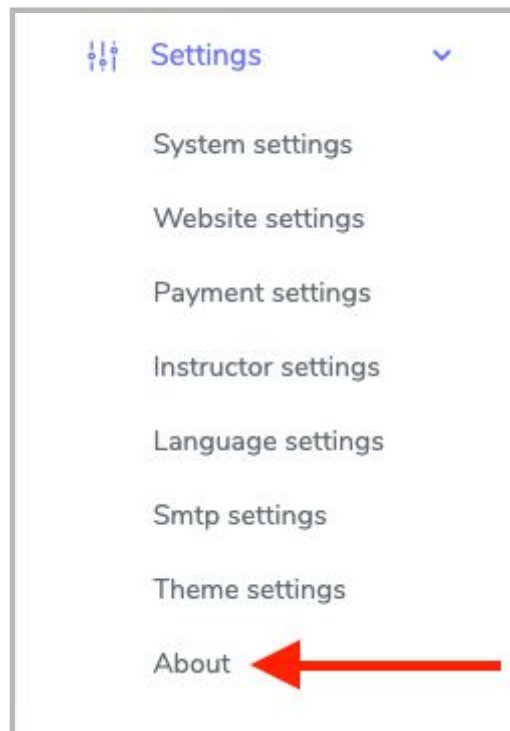 Settings
System settings
Website settings
Payment settings
Instructor settings
Language settings
Smtp settings
Theme settings
About